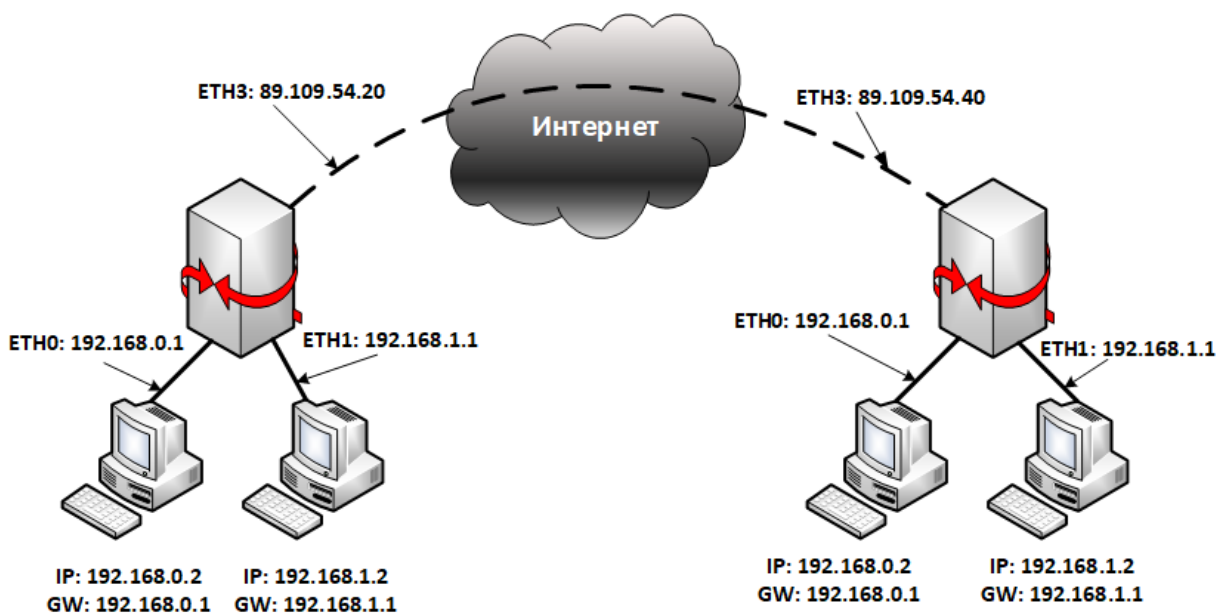 ETH3: 89.109.54.20
ETH3: 89.109.54.40
Интернет
ETH0: 192.168.0.1
ETH1: 192.168.1.1
ETH0: 192.168.0.1
ETH1: 192.168.1.1
IP: 192.168.0.2
GW: 192.168.0.1
IP: 192.168.1.2
GW: 192.168.1.1
IP: 192.168.0.2
GW: 192.168.0.1
IP: 192.168.1.2
GW: 192.168.1.1